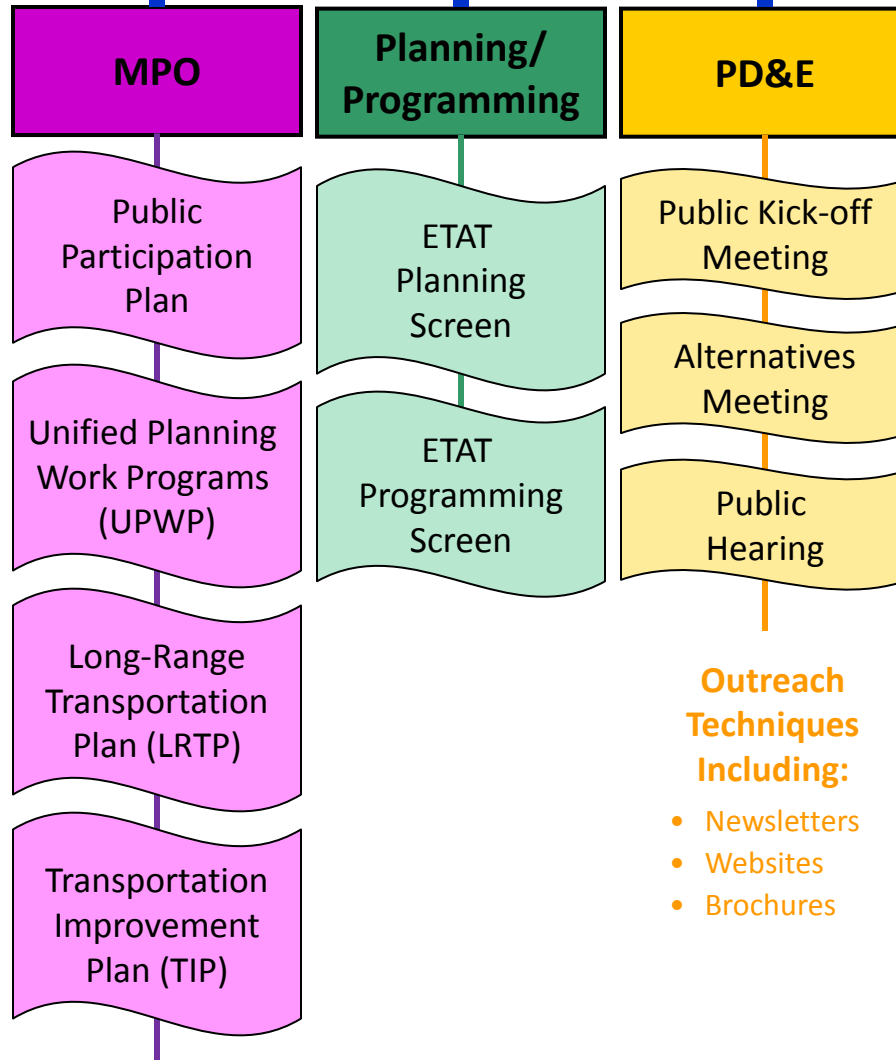 MPO
Public
Participation
Plan
Unified Planning
Work Programs
(UPWP)
Long-Range
Transportation
Plan (LRTP)
Transportation
Improvement
Plan (TIP)
Planning/
Programming
ETAT
Planning
Screen
ETAT
Programming
Screen
PD&E
Public Kick-off
Meeting
Alternatives
Meeting
Public
Hearing
Outreach
Techniques
Including:
• Newsletters
• Websites
• Brochures